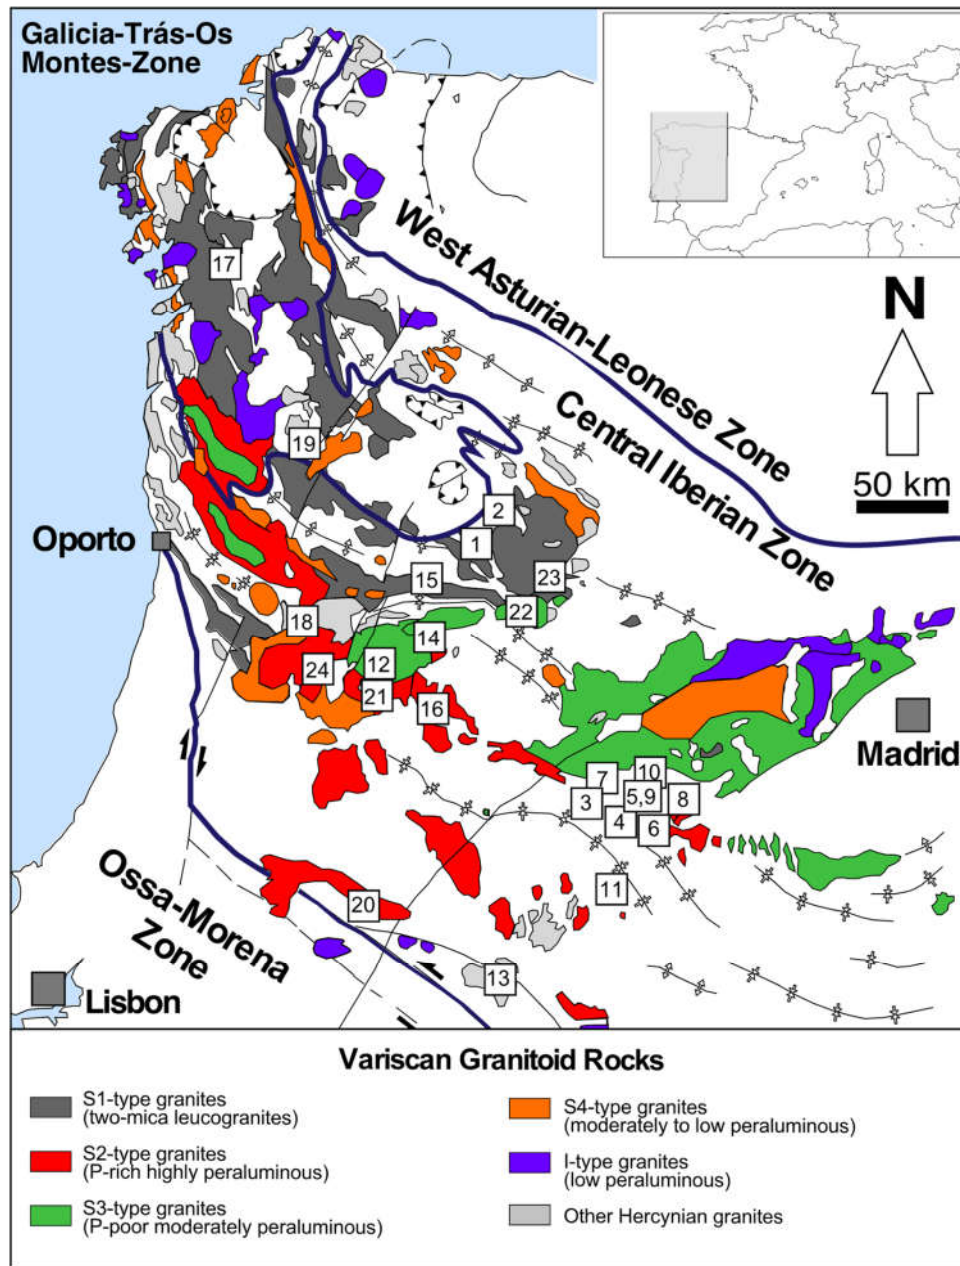 Galicia-Trás-Os
Montes-Zone
N
50 km
West Asturian-Leonese Zone
Central Iberian Zone
17
19
2
1
Oporto
15
23
22
18
14
12
24
21
16
Madrid
7
10
3
5,9
8
4
6
11
Ossa-Morena
Zone
20
13
Lisbon
Variscan Granitoid Rocks
S1-type granites
(two-mica leucogranites)
S2-type granites
(P-rich highly peraluminous)
S3-type granites
(P-poor moderately peraluminous)
S4-type granites
(moderately to low peraluminous)
I-type granites
(low peraluminous)
Other Hercynian granites